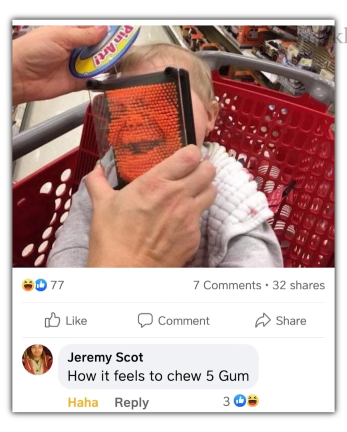 Pin Art!
77
7 Comments • 32 shares
Like
Comment
Share
Jeremy Scot
How it feels to chew 5 Gum
Haha Reply
3